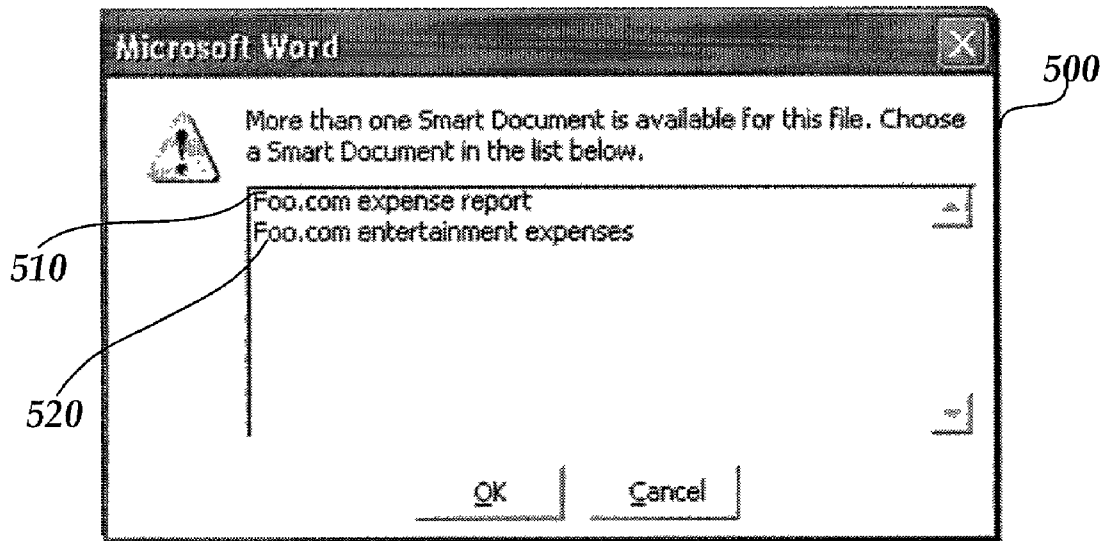 Microsoft Word
500
More than one Smart Document is available for this file. Choose
a Smart Document in the list below.
Foo.com expense report
Foo.com entertainment expenses
510
520
OK
Cancel